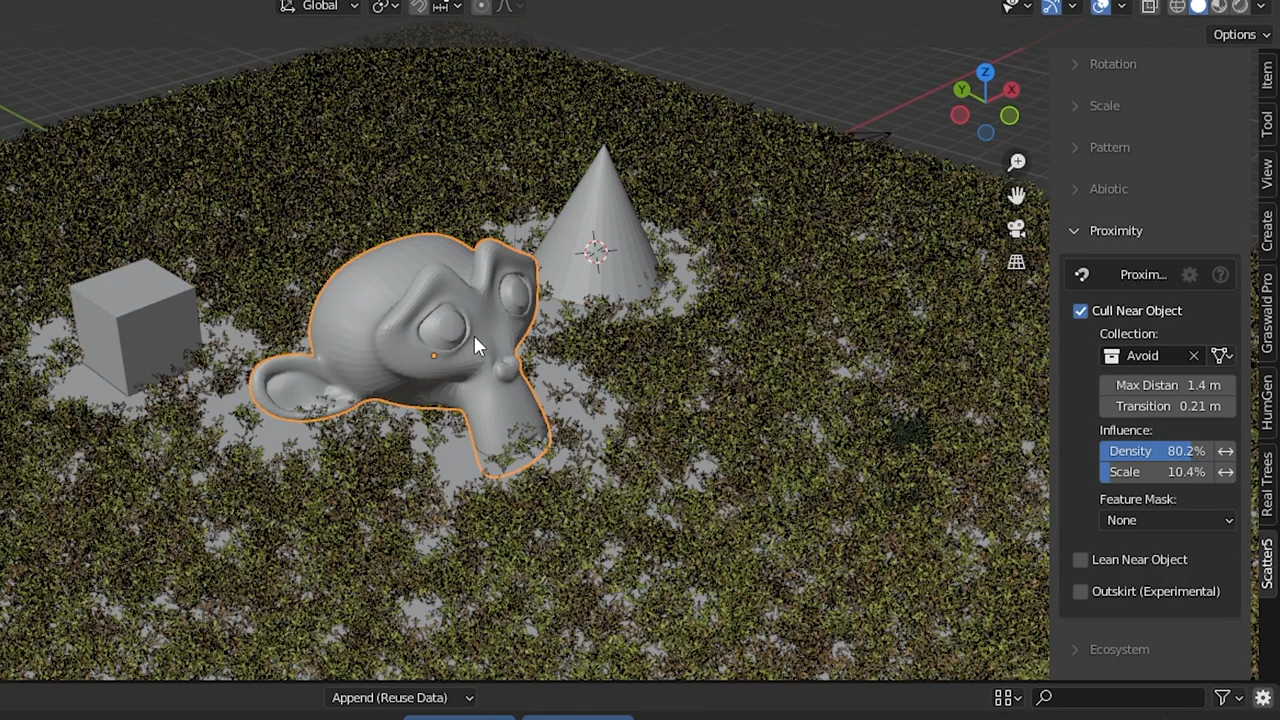 Global
Options
Z
Y
X
Rotation
Scale
Pattern
Abiotic
Proximity
Proxim...
Cull Near Object
Collection:
Avoid
Max Distan 1.4 m
Transition 0.21 m
Influence:
Density 80.2%
Scale 10.4%
Feature Mask:
None
Lean Near Object
Outskirt (Experimental)
Ecosystem
Item
Tool
View
Create
Graswald Pro
HumGen
Real Trees
Scatter5
Append (Reuse Data)